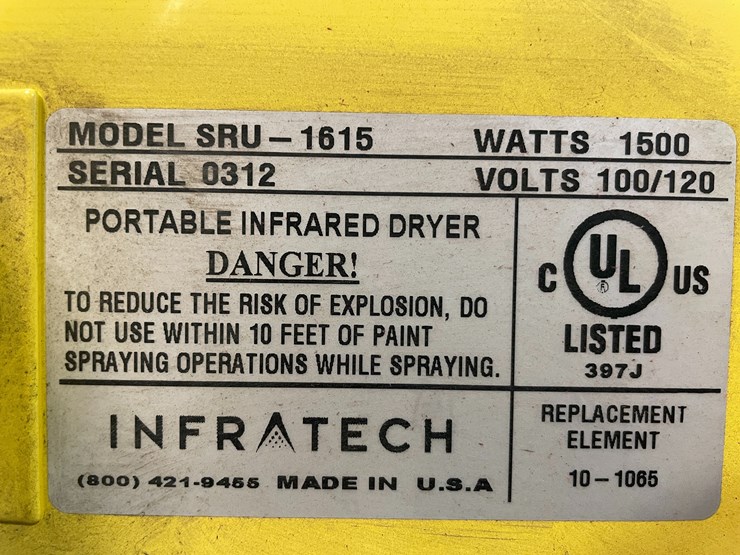 MODEL SRU-1615 WATTS 1500
SERIAL 0312 VOLTS 100/120
PORTABLE INFRARED DRYER
DANGER!
TO REDUCE THE RISK OF EXPLOSION, DO
NOT USE WITHIN 10 FEET OF PAINT
SPRAYING OPERATIONS WHILE SPRAYING.
C UL ® US
LISTED
397J
INFRATECH
(800) 421-9455 MADE IN U.S.A
REPLACEMENT
ELEMENT
10-1065